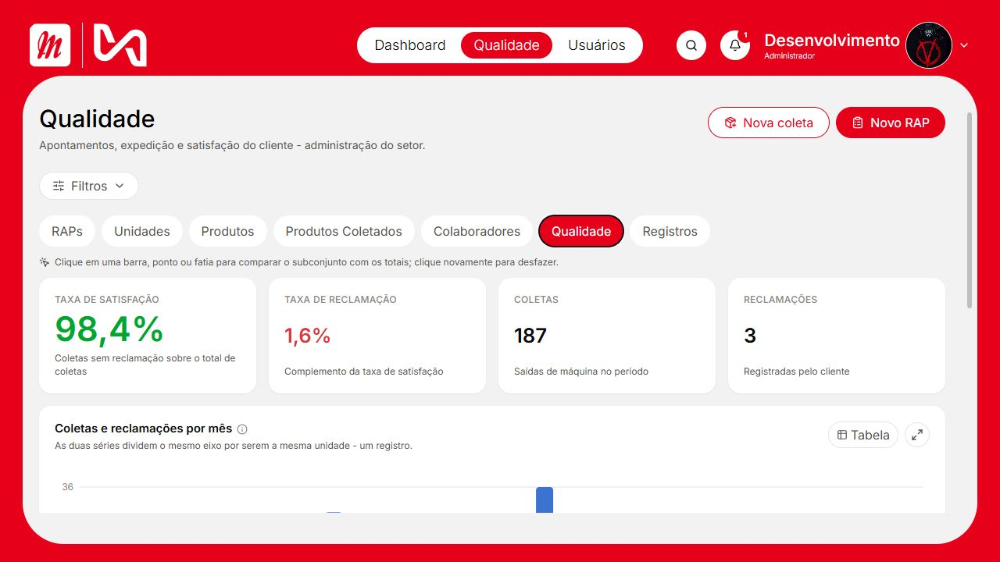 m
Dashboard
Qualidade
Usuários
1
Desenvolvimento
Administrador
Qualidade
Apontamentos, expedição e satisfação do cliente - administração do setor.
Nova coleta
Novo RAP
Filtros
RAPs
Unidades
Produtos
Produtos Coletados
Colaboradores
Qualidade
Registros
Clique em uma barra, ponto ou fatia para comparar o subconjunto com os totais; clique novamente para desfazer.
TAXA DE SATISFAÇÃO
98,4%
Coletas sem reclamação sobre o total de
coletas
TAXA DE RECLAMAÇÃO
1,6%
Complemento da taxa de satisfação
COLETAS
187
Saídas de máquina no período
RECLAMAÇÕES
3
Registradas pelo cliente
Coletas e reclamações por mês
As duas séries dividem o mesmo eixo por serem a mesma unidade - um registro.
Tabela
36